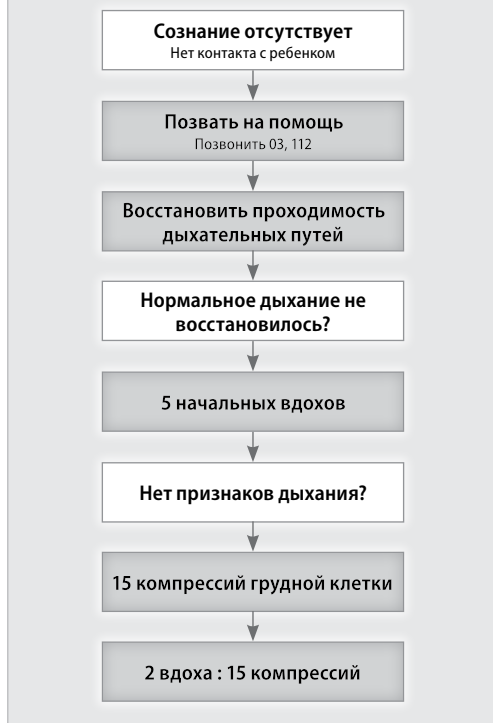 Сознание отсутствует
Нет контакта с ребенком
Позвать на помощь
Позвонить 03, 112
Восстановить проходимость
дыхательных путей
Нормальное дыхание не
восстановилось?
5 начальных вдохов
Нет признаков дыхания?
15 компрессий грудной клетки
2 вдоха : 15 компрессий